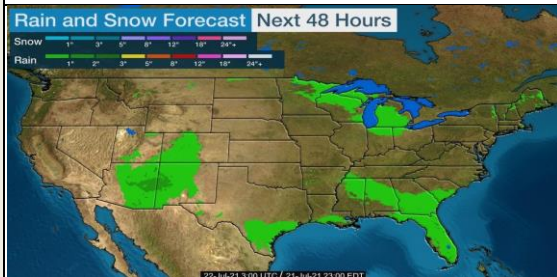 Rain and Snow Forecast Next 48 Hours
Snow
1" 3" 5" 8" 12" 18" 24"+
Rain
1" 2" 3" 5" 8" 12" 18" 24"+
22-Jul-21 3:00 UTC / 21-Jul-21 23:00 EDT